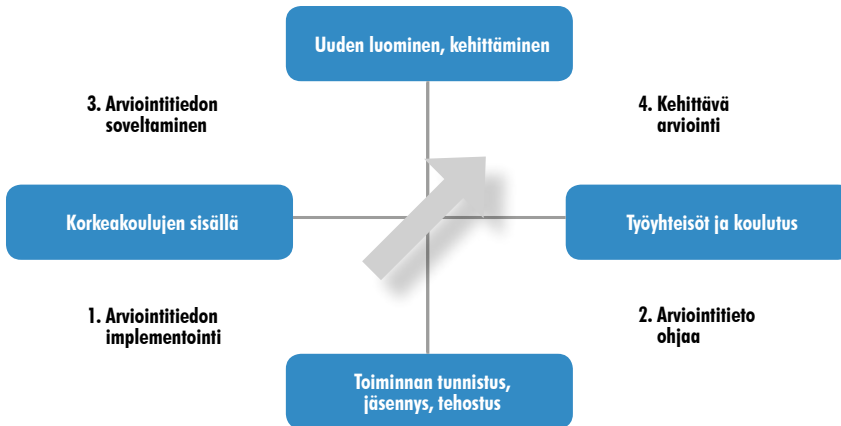 Uuden luominen, kehittäminen
3. Arviointitiedon
soveltaminen
4. Kehittävä
arviointi
Korkeakoulujen sisällä
Työyhteisöt ja koulutus
1. Arviointitiedon
implementointi
2. Arviointitieto
ohjaa
Toiminnan tunnistus,
jäsennys, tehostus